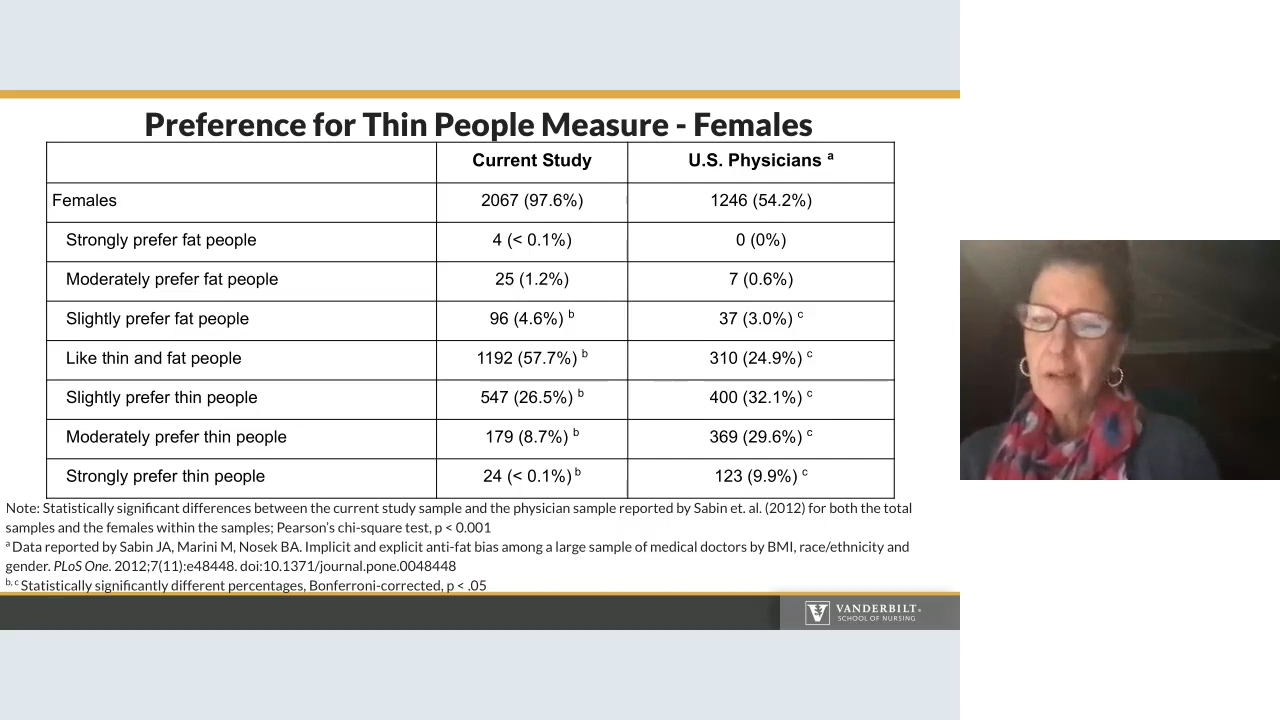 Preference for Thin People Measure - Females
Current Study U.S. Physicians a
Females 2067 (97.6%) 1246 (54.2%)
Strongly prefer fat people 4 (< 0.1%) 0 (0%)
Moderately prefer fat people 25 (1.2%) 7 (0.6%)
Slightly prefer fat people 96 (4.6%) b 37 (3.0%) c
Like thin and fat people 1192 (57.7%) b 310 (24.9%) c
Slightly prefer thin people 547 (26.5%) b 400 (32.1%) c
Moderately prefer thin people 179 (8.7%) b 369 (29.6%) c
Strongly prefer thin people 24 (< 0.1%) b 123 (9.9%) c
Note: Statistically significant differences between the current study sample and the physician sample reported by Sabin et. al. (2012) for both the total
samples and the females within the samples; Pearson's chi-square test, p < 0.001
a Data reported by Sabin JA, Marini M, Nosek BA. Implicit and explicit anti-fat bias among a large sample of medical doctors by BMI, race/ethnicity and
gender. PLoS One. 2012;7(11):e48448. doi:10.1371/journal.pone.0048448
b, c Statistically significantly different percentages, Bonferroni-corrected, p < .05
VANDERBILT
SCHOOL OF NURSING